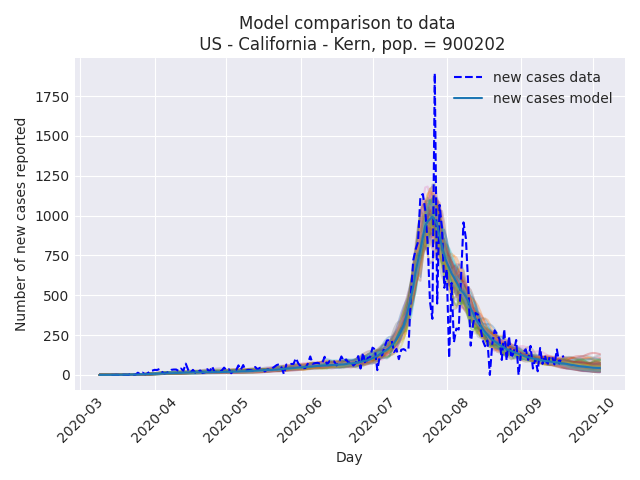 Model comparison to data
US - California - Kern, pop. = 900202
new cases data
new cases model
Number of new cases reported
1750
1500
1250
1000
750
500
250
0
2020-03
2020-04
2020-05
2020-06
2020-07
2020-08
2020-09
2020-10
Day